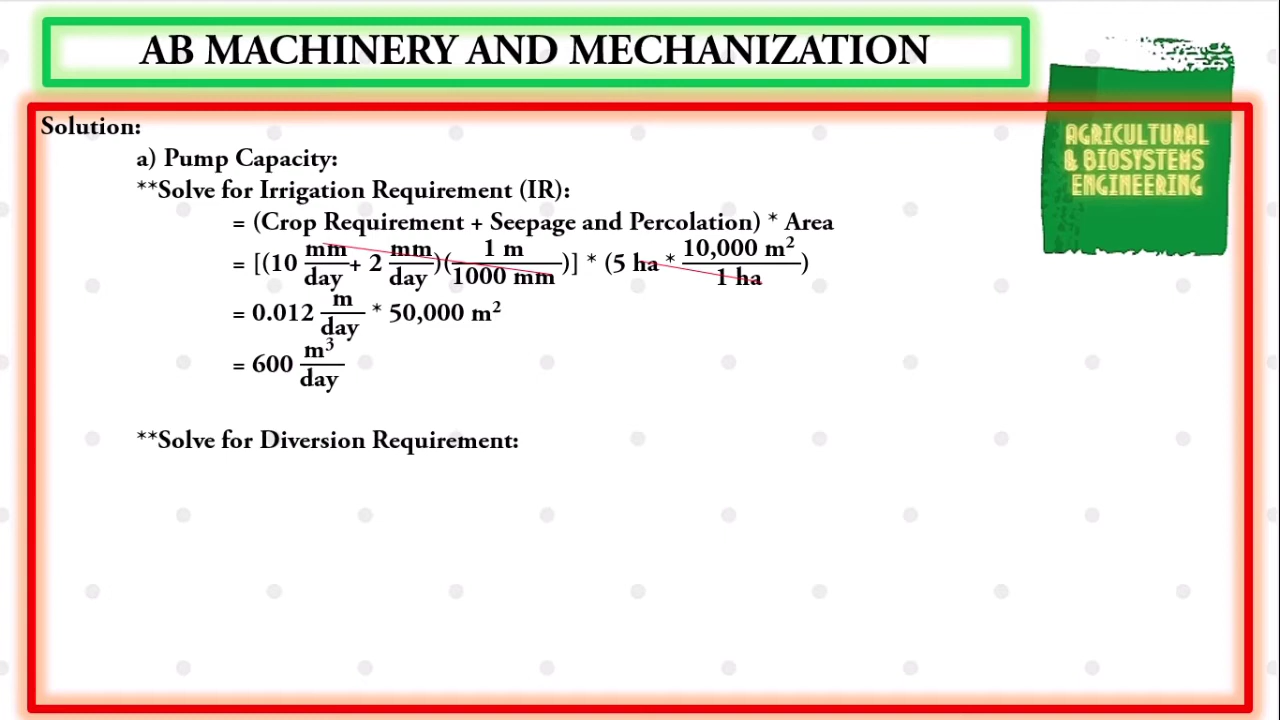 AB MACHINERY AND MECHANIZATION
AGRICULTURAL
& BIOSYSTEMS
ENGINEERING
Solution:
a) Pump Capacity:
**Solve for Irrigation Requirement (IR):
= (Crop Requirement + Seepage and Percolation) * Area
= [(10 mm/day + 2 mm/day)(1 m/1000 mm)] * (5 ha * 10,000 m²/1 ha)
= 0.012 m/day * 50,000 m²
= 600 m³/day
**Solve for Diversion Requirement: